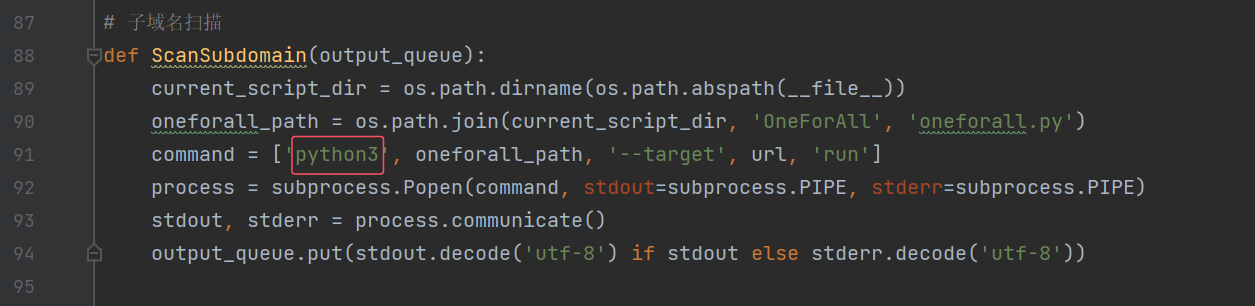 87 # 子域名扫描
88 def ScanSubdomain(output_queue):
89 current_script_dir = os.path.dirname(os.path.abspath(__file__))
90 oneforall_path = os.path.join(current_script_dir, 'OneForAll', 'oneforall.py')
91 command = ['python3', oneforall_path, '--target', url, 'run']
92 process = subprocess.Popen(command, stdout=subprocess.PIPE, stderr=subprocess.PIPE)
93 stdout, stderr = process.communicate()
94 output_queue.put(stdout.decode('utf-8') if stdout else stderr.decode('utf-8'))
95